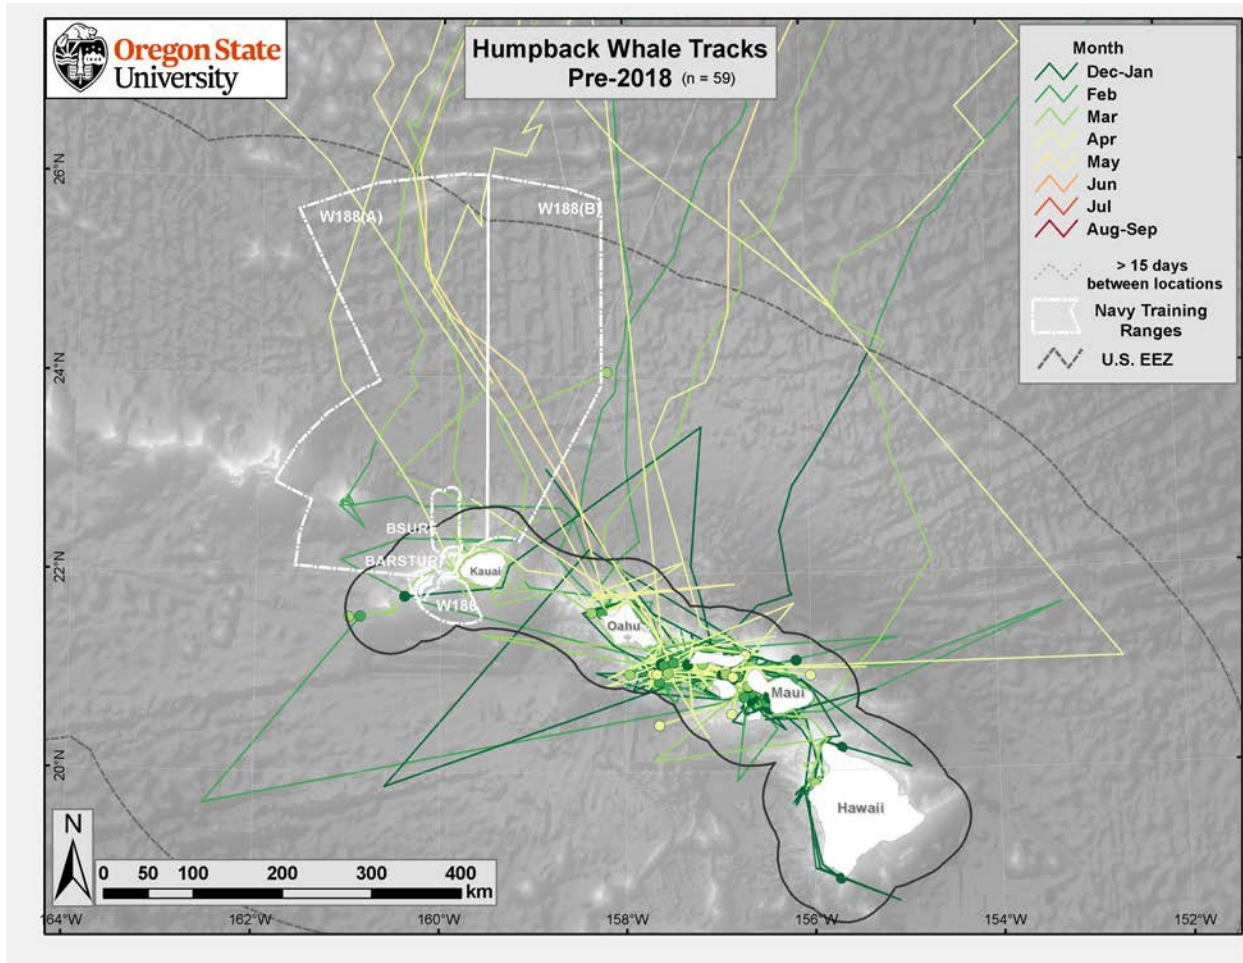 Oregon State
University
Humpback Whale Tracks
Pre-2018 (n = 59)
Month
Dec-Jan
Feb
Mar
Apr
May
Jun
Jul
Aug-Sep
> 15 days
between locations
Navy Training
Ranges
U.S. EEZ
26°N
W188(A)
W188(B)
24°N
22°N
BSURE
BARSTUR
Kauai
W186
Oahu
Maui
20°N
Hawaii
N
0 50 100 200 300 400
km
164°W 162°W 160°W 158°W 156°W 154°W 152°W